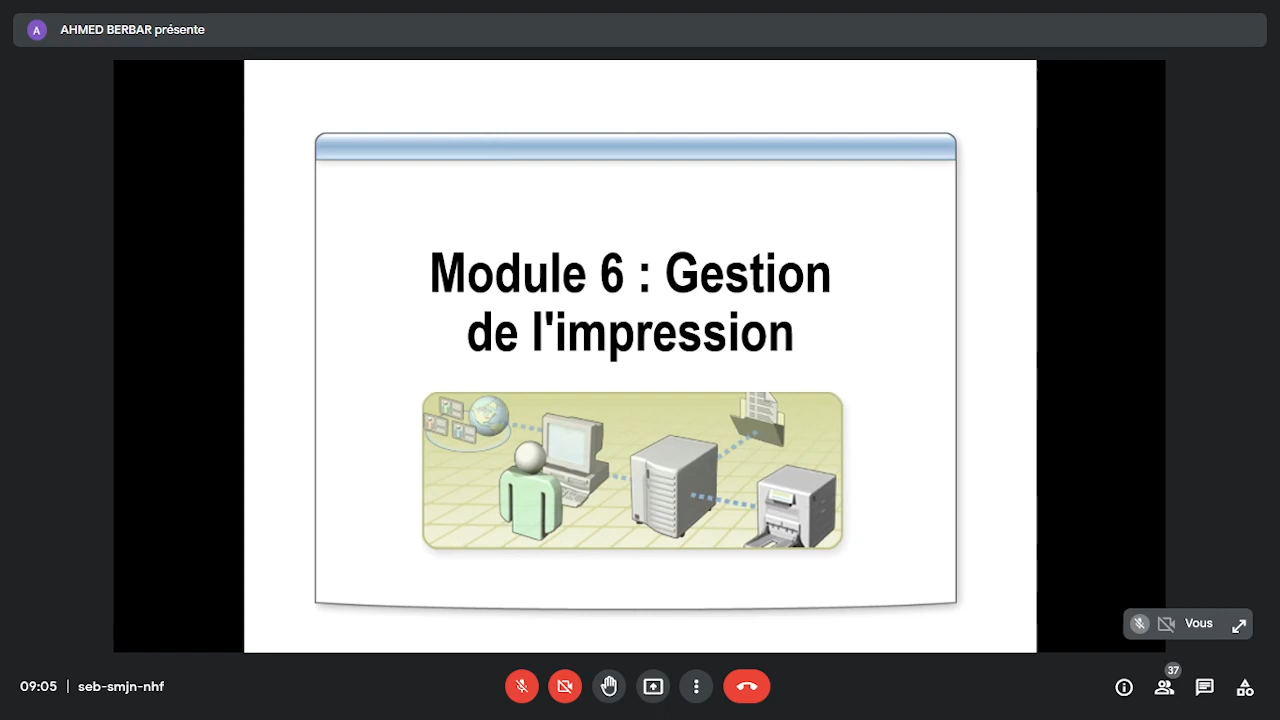 A AHMED BERBAR présente
Module 6 : Gestion
de l'impression
Vous
09:05 | seb-smjn-nhf
37